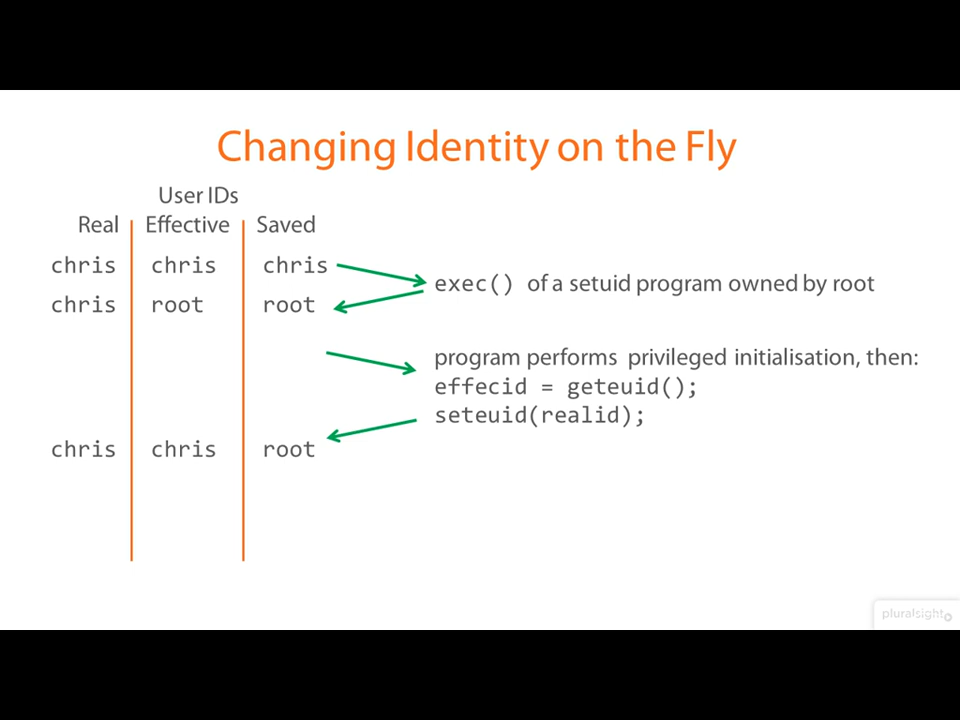 Changing Identity on the Fly
User IDs
Real Effective Saved
chris chris chris
exec() of a setuid program owned by root
chris root root
program performs privileged initialisation, then:
effecid = geteuid();
seteuid(realid);
chris chris root
pluralsight